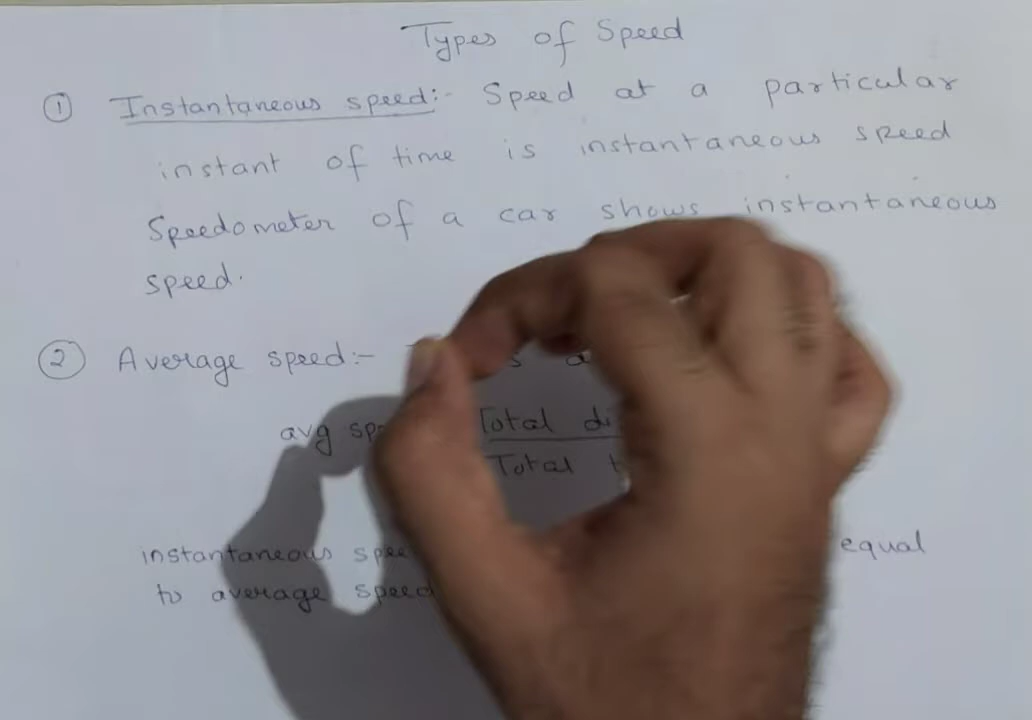 Types of Speed
① Instantaneous speed:- Speed at a particular
instant of time is instantaneous speed
Speedometer of a car shows instantaneous
speed.
② Average speed:-
avg
Total
Total
instantaneous equal
to average speed